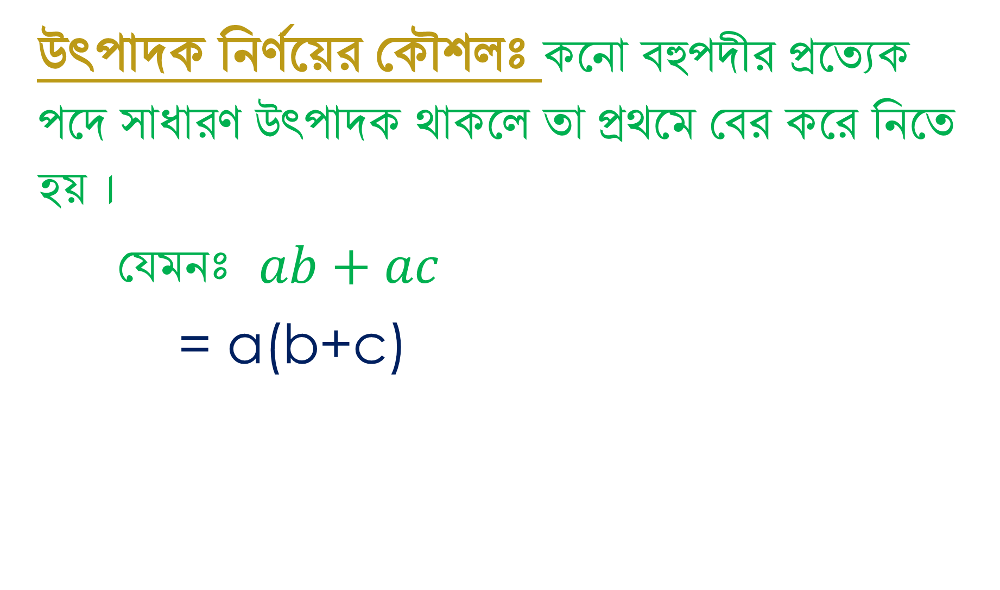 উৎপাদক নির্ণয়ের কৌশলঃ কনো বহুপদীর প্রত্যেক
পদে সাধারণ উৎপাদক থাকলে তা প্রথমে বের করে নিতে
হয় ।
যেমনঃ ab + ac
= a(b+c)